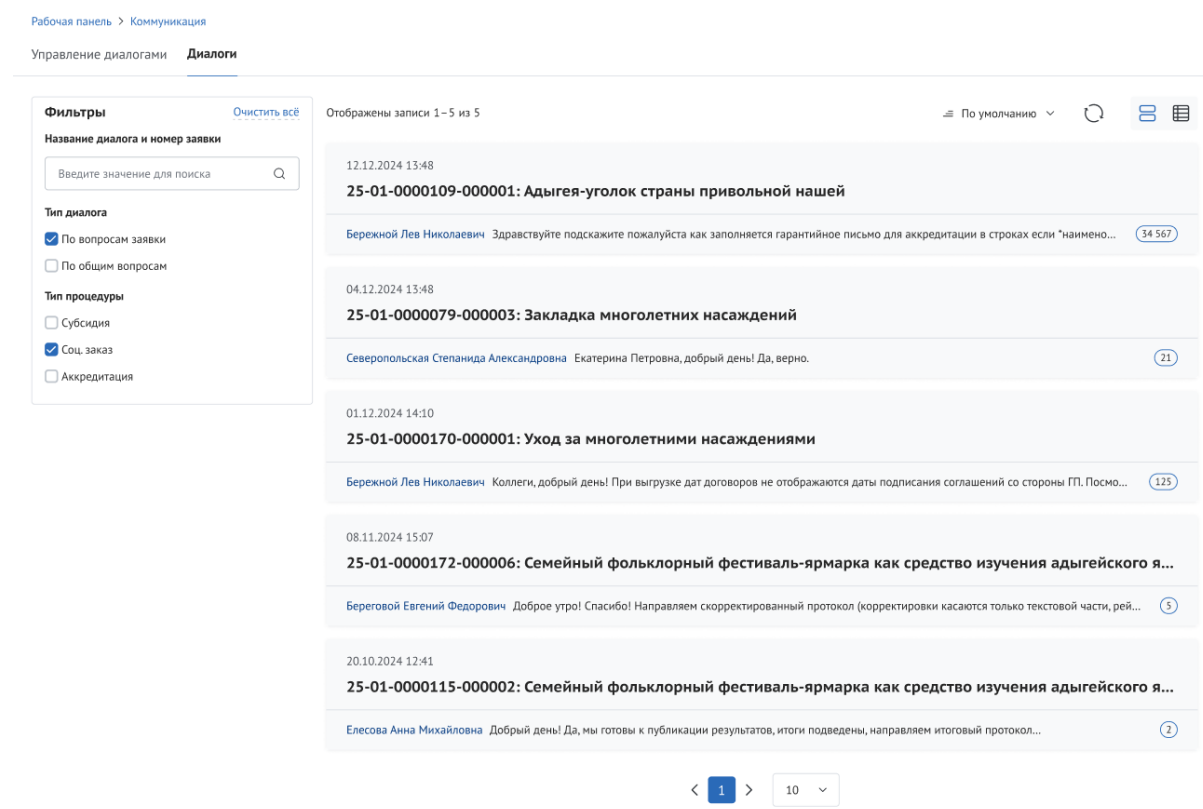 Рабочая панель > Коммуникация
Управление диалогами Диалоги
Фильтры Очистить всё
Название диалога и номер заявки
Введите значение для поиска
Тип диалога
По вопросам заявки
По общим вопросам
Тип процедуры
Субсидия
Соц. заказ
Аккредитация
Отображены записи 1–5 из 5 По умолчанию
12.12.2024 13:48
25-01-0000109-000001: Адыгея-уголок страны привольной нашей
Бережной Лев Николаевич Здравствуйте подскажите пожалуйста как заполняется гарантийное письмо для аккредитации в строках если "наимено... 34 567
04.12.2024 13:48
25-01-0000079-000003: Закладка многолетних насаждений
Северопольская Степанида Александровна Екатерина Петровна, добрый день! Да, верно. 21
01.12.2024 14:10
25-01-0000170-000001: Уход за многолетними насаждениями
Бережной Лев Николаевич Коллеги, добрый день! При выгрузке дат договоров не отображаются даты подписания соглашений со стороны ГП. Посмо... 125
08.11.2024 15:07
25-01-0000172-000006: Семейный фольклорный фестиваль-ярмарка как средство изучения адыгейского я...
Береговой Евгений Федорович Доброе утро! Спасибо! Направляем скорректированный протокол (корректировки касаются только текстовой части, рей... 5
20.10.2024 12:41
25-01-0000115-000002: Семейный фольклорный фестиваль-ярмарка как средство изучения адыгейского я...
Елесова Анна Михайловна Добрый день! Да, мы готовы к публикации результатов, итоги подведены, направляем итоговый протокол... 2
1 10